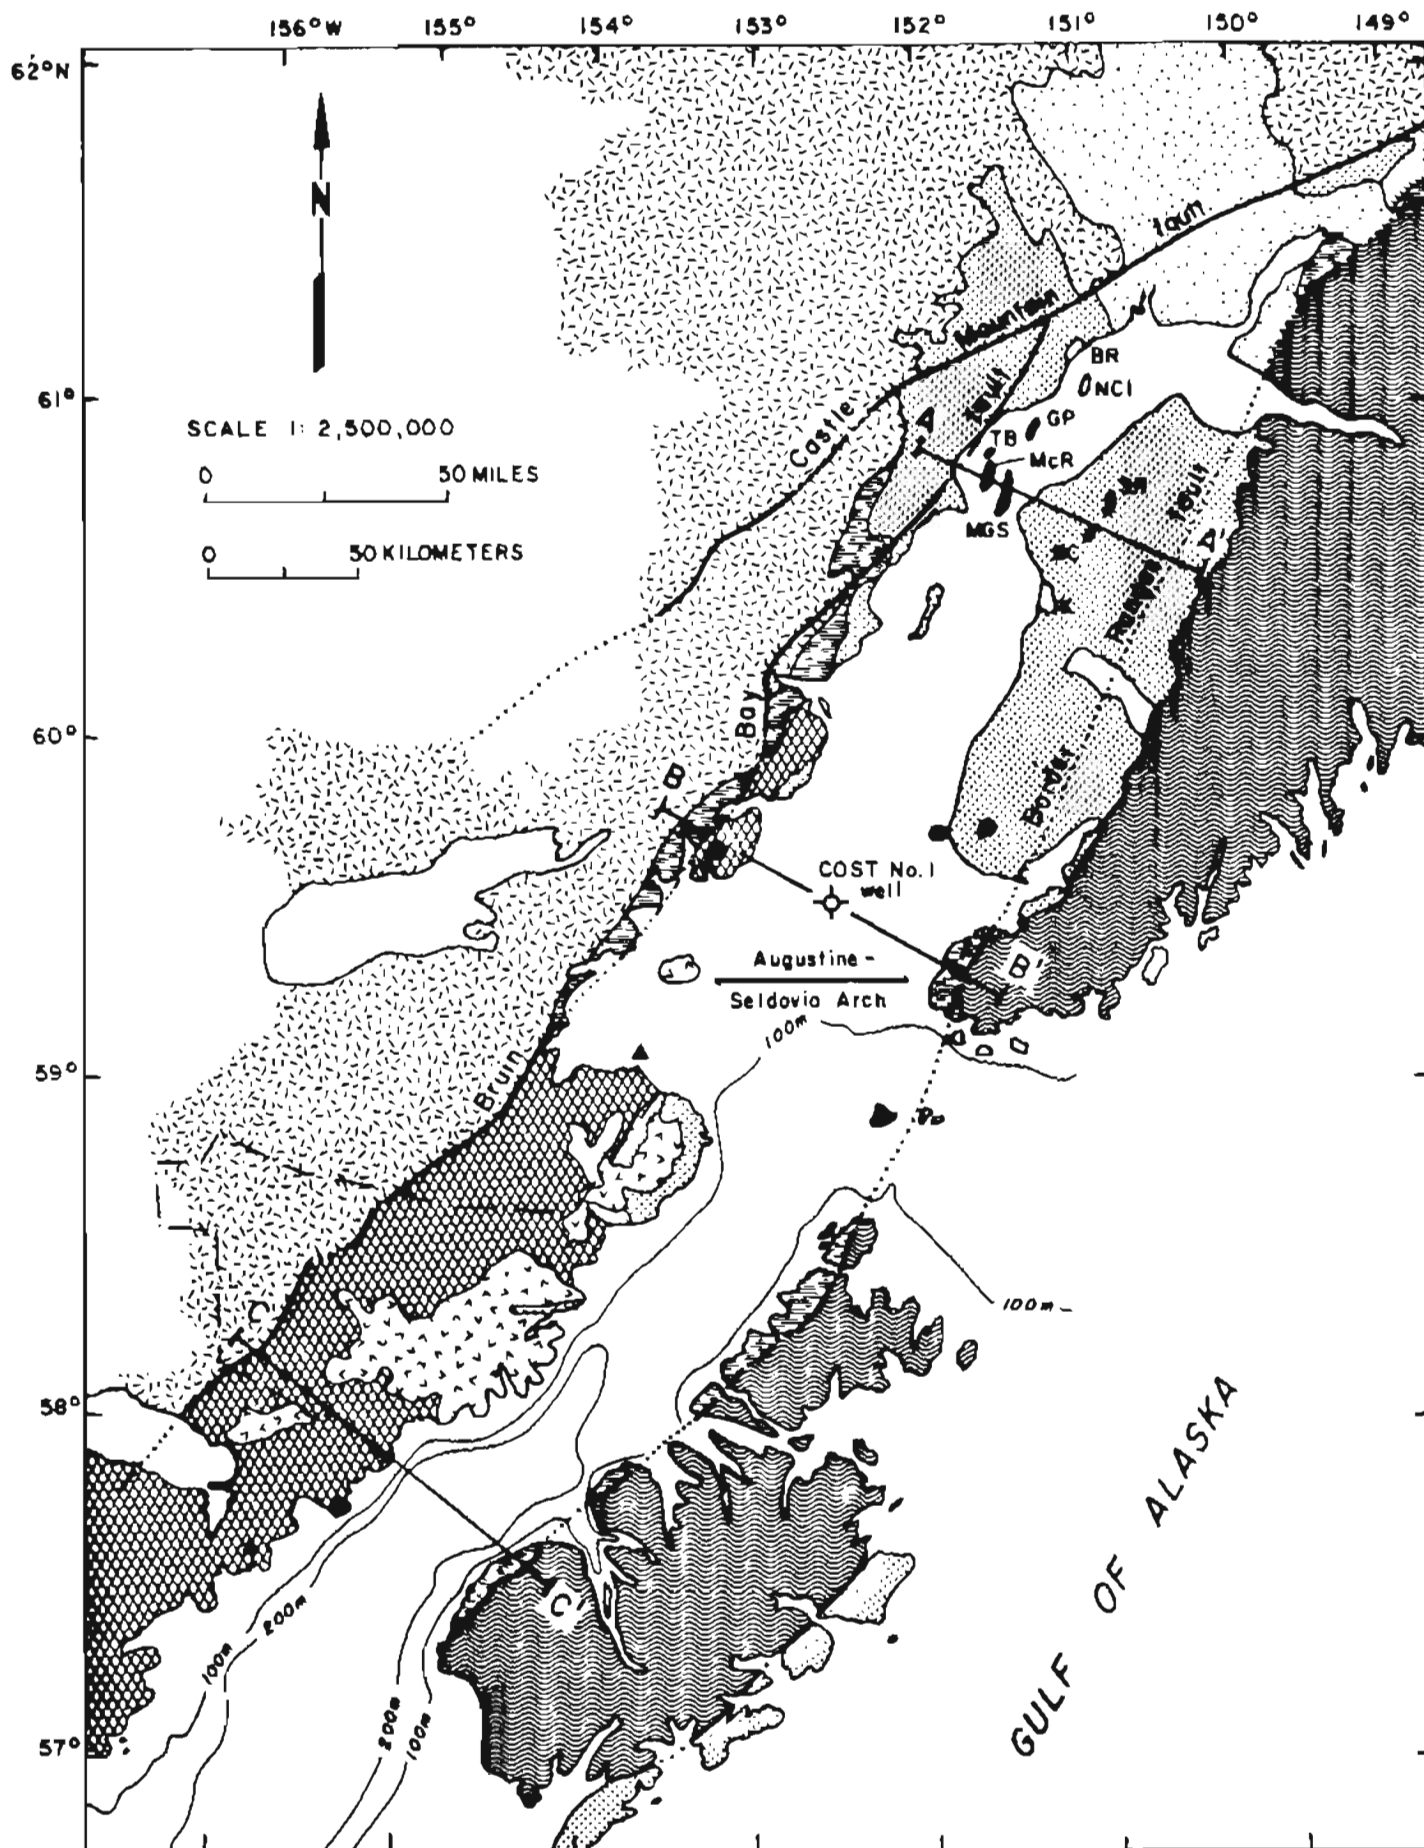 156°W 155° 154° 153° 152° 151° 150° 149°
62°N
N
SCALE 1: 2,500,000
0 50 MILES
0 50 KILOMETERS
61°
60°
59°
58°
57°
Castle
Mountain
fault
fault
A
BR
NCI
GP
TB
McR
MGS
fault
A'
Ranges
Border
Bay
B
COST No. 1
well
Augustine -
Seldovia Arch
B'
100m
Bruin
100m
C
C'
200m
100m
200m
100m
GULF OF ALASKA